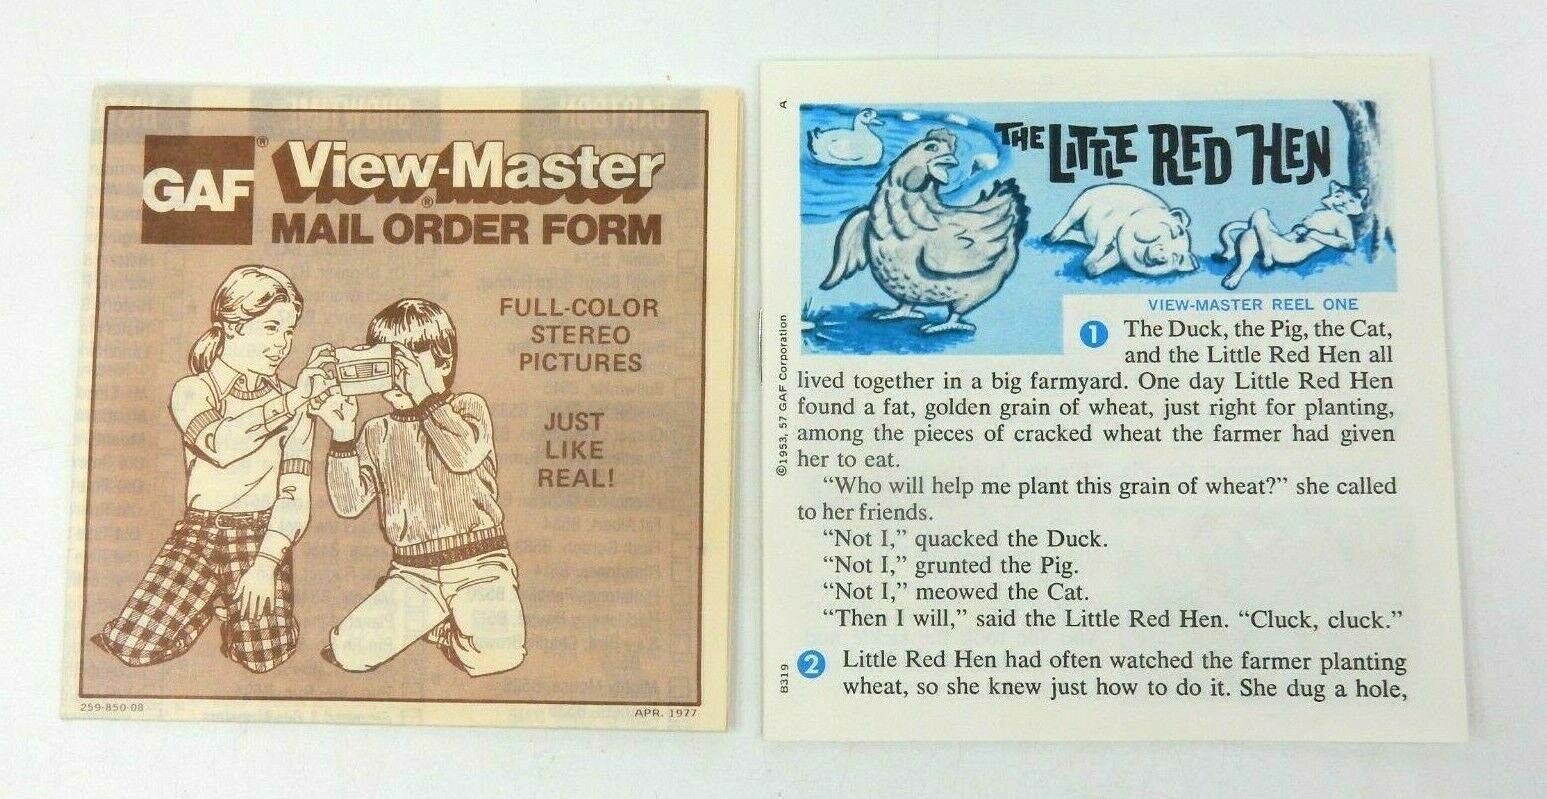 GAF® View-Master®
MAIL ORDER FORM
FULL-COLOR
STEREO
PICTURES
JUST
LIKE
REAL!
259-850-08
APR. 1977
A
THE LITTLE RED HEN
VIEW-MASTER REEL ONE
1 The Duck, the Pig, the Cat,
and the Little Red Hen all
lived together in a big farmyard. One day Little Red Hen
found a fat, golden grain of wheat, just right for planting,
among the pieces of cracked wheat the farmer had given
her to eat.
“Who will help me plant this grain of wheat?” she called
to her friends.
“Not I,” quacked the Duck.
“Not I,” grunted the Pig.
“Not I,” meowed the Cat.
“Then I will,” said the Little Red Hen. “Cluck, cluck.”
2 Little Red Hen had often watched the farmer planting
wheat, so she knew just how to do it. She dug a hole,
©1953, 57 GAF Corporation
B319